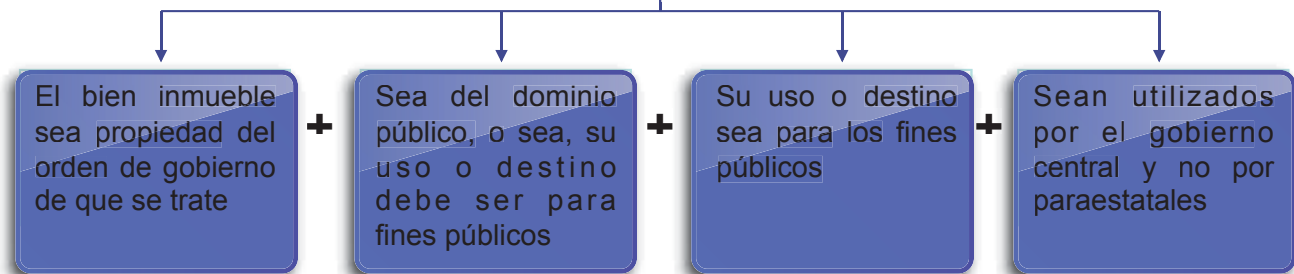 El bien inmueble
sea propiedad del
orden de gobierno
de que se trate
+
Sea del dominio
público, o sea, su
uso o destino
debe ser para
fines públicos
+
Su uso o destino
sea para los fines
públicos
+
Sean utilizados
por el gobierno
central y no por
paraestatales